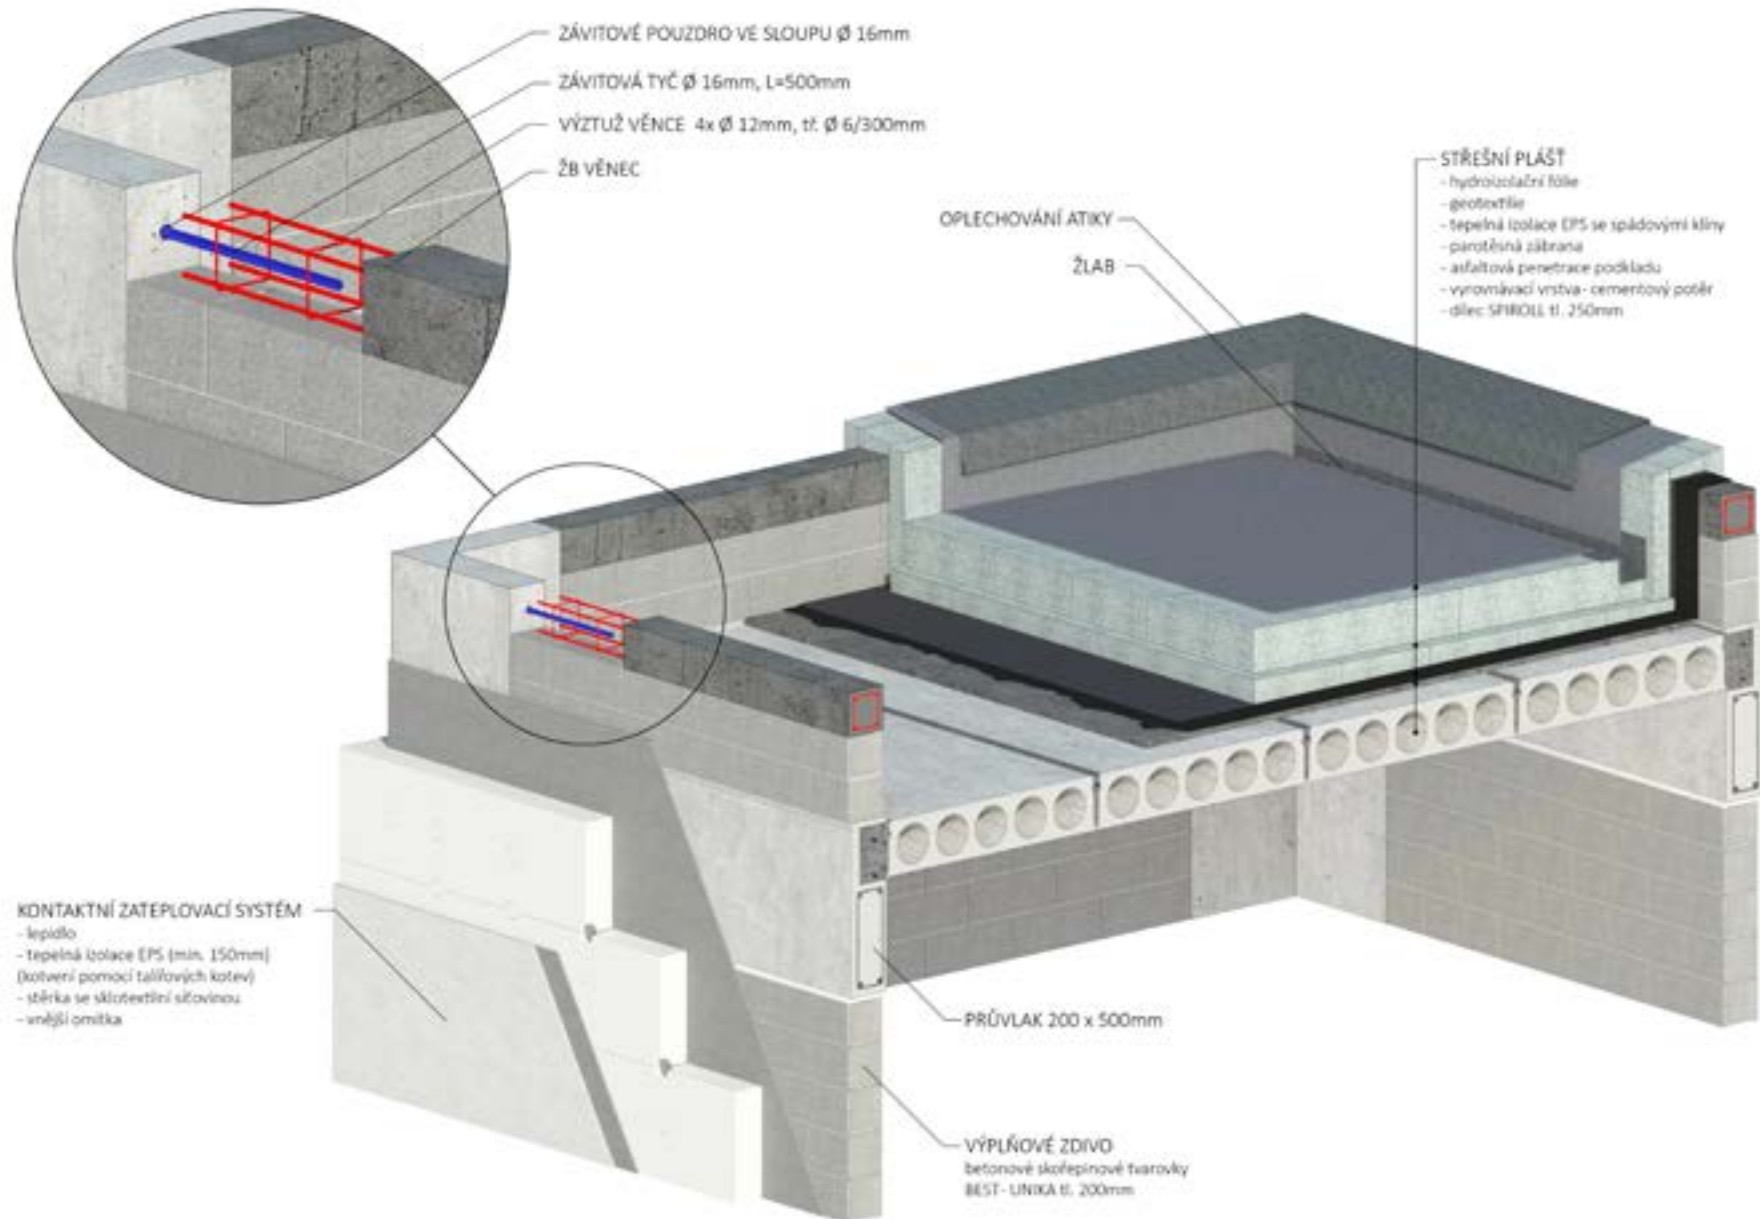 ZÁVITOVÉ POUZDRO VE SLOUPU Ø 16mm
ZÁVITOVÁ TYČ Ø 16mm, L=500mm
VÝZTUŽ VĚNCE 4x Ø 12mm, tř. Ø 6/300mm
ŽB VĚNEC
STŘEŠNÍ PLÁŠŤ
- hydroizolační fólie
- geotextilie
- tepelná izolace EPS se spádovými klíny
- parotěsná zábrana
- asfaltová penetrace podkladu
- vyrovnávací vrstva- cementový potěr
- dílec SPIROLL tl. 250mm
OPLECHOVÁNÍ ATIKY
ŽLAB
KONTAKTNÍ ZATEPLOVACÍ SYSTÉM
- lepidlo
- tepelná izolace EPS (min. 150mm)
(kotvení pomocí talířových kotev)
- stěrka se sklotextilní síťovinou
- vnější omítka
PRŮVLAK 200 x 500mm
VÝPLŇOVÉ ZDIVO
betonové skořepinové tvarovky
BEST- UNIKA tl. 200mm